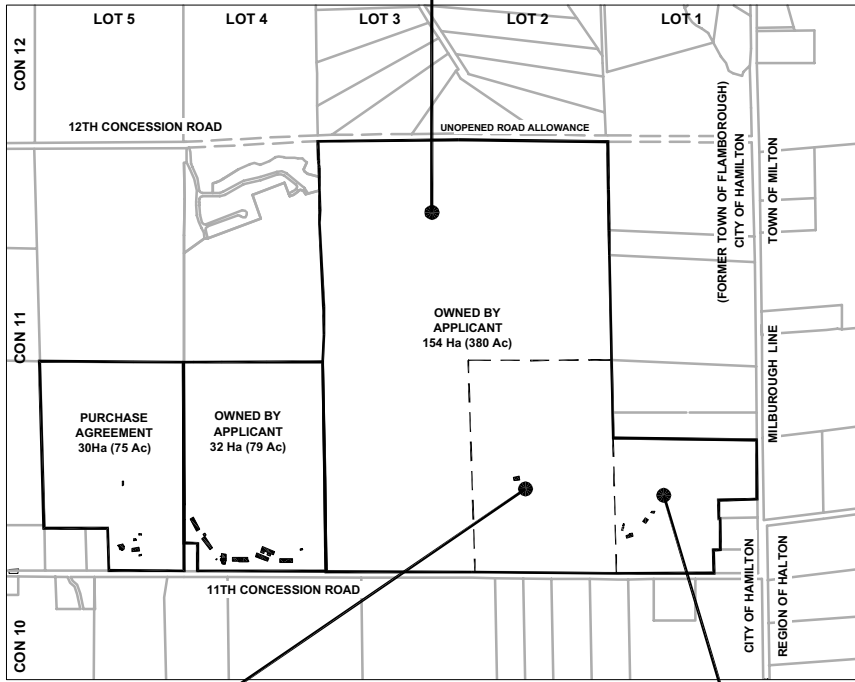 LOT 5
LOT 4
LOT 3
LOT 2
LOT 1
CON 12
12TH CONCESSION ROAD
UNOPENED ROAD ALLOWANCE
(FORMER TOWN OF FLAMBOROUGH)
CITY OF HAMILTON
TOWN OF MILTON
CON 11
OWNED BY
APPLICANT
154 Ha (380 Ac)
MILBUROUGH LINE
PURCHASE
AGREEMENT
30Ha (75 Ac)
OWNED BY
APPLICANT
32 Ha (79 Ac)
11TH CONCESSION ROAD
CITY OF HAMILTON
REGION OF HALTON
CON 10